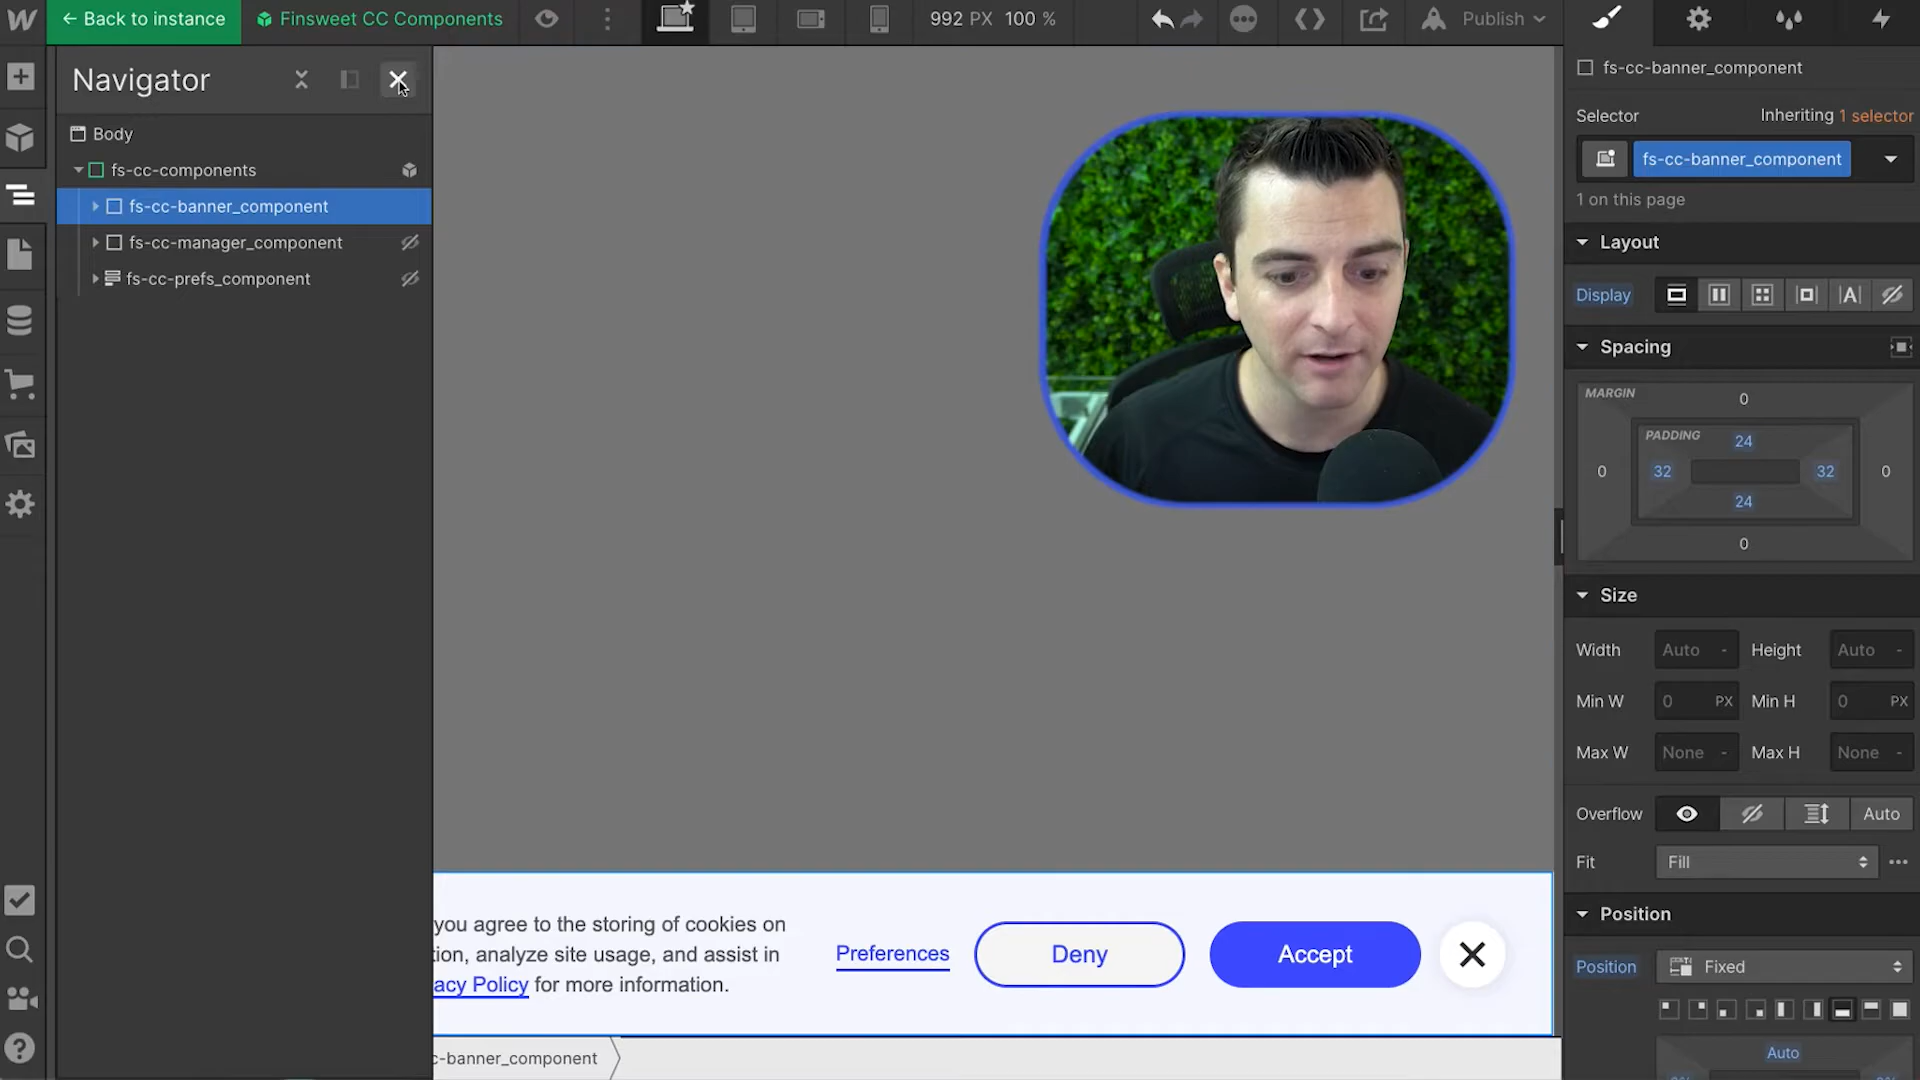 ← Back to instance
Finsweet CC Components
992 PX 100 %
Publish
Navigator
Body
fs-cc-components
fs-cc-banner_component
fs-cc-manager_component
fs-cc-prefs_component
fs-cc-banner_component
Selector
Inheriting 1 selector
fs-cc-banner_component
1 on this page
Layout
Display
Spacing
MARGIN
0
PADDING
24
0
32
32
0
24
0
Size
Width
Auto -
Height
Auto -
Min W
0 PX
Min H
0 PX
Max W
None -
Max H
None -
Overflow
Auto
Fit
Fill
Position
Position
Fixed
Auto
you agree to the storing of cookies on
tion, analyze site usage, and assist in
acy Policy for more information.
Preferences
Deny
Accept
c-banner_component